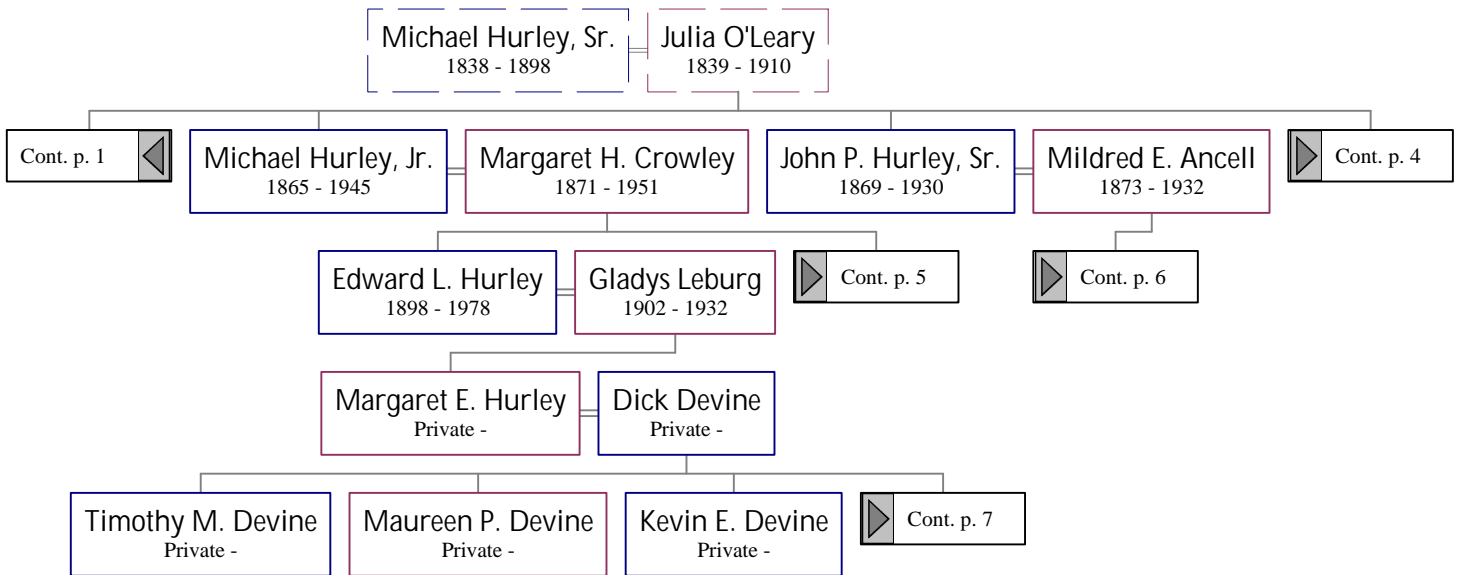 Michael Hurley, Sr.
1838 - 1898
Julia O'Leary
1839 - 1910
Cont. p. 1
Michael Hurley, Jr.
1865 - 1945
Margaret H. Crowley
1871 - 1951
John P. Hurley, Sr.
1869 - 1930
Mildred E. Ancell
1873 - 1932
Cont. p. 4
Edward L. Hurley
1898 - 1978
Gladys Leburg
1902 - 1932
Cont. p. 5
Cont. p. 6
Margaret E. Hurley
Private -
Dick Devine
Private -
Timothy M. Devine
Private -
Maureen P. Devine
Private -
Kevin E. Devine
Private -
Cont. p. 7